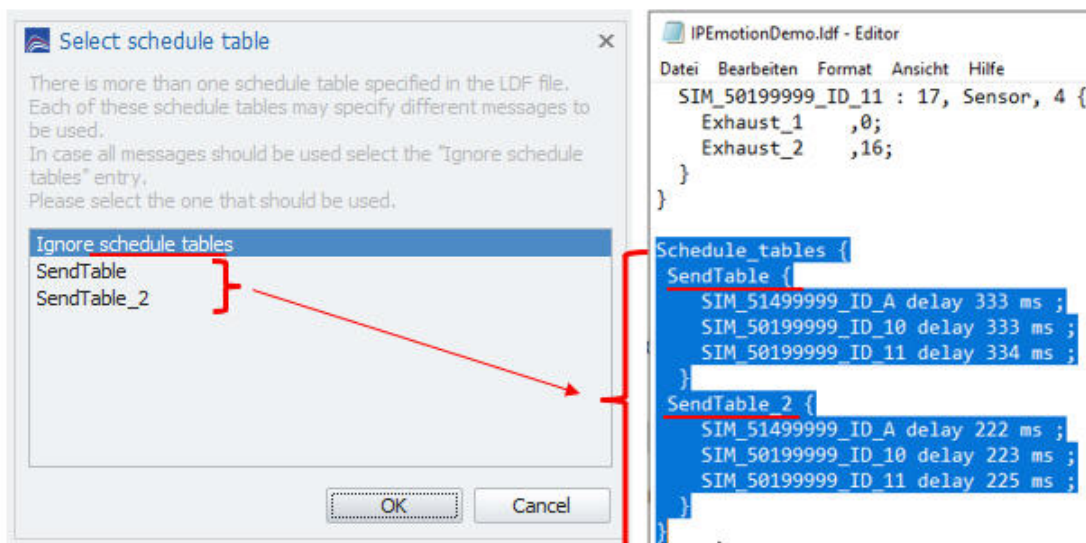 Select schedule table
There is more than one schedule table specified in the LDF file.
Each of these schedule tables may specify different messages to
be used.
In case all messages should be used select the "Ignore schedule
tables" entry.
Please select the one that should be used.
Ignore schedule tables
SendTable
SendTable_2
OK Cancel
IPEmotionDemo.ldf - Editor
Datei Bearbeiten Format Ansicht Hilfe
SIM_50199999_ID_11 : 17, Sensor, 4 {
Exhaust_1 ,0;
Exhaust_2 ,16;
}
}
Schedule_tables {
SendTable {
SIM_51499999_ID_A delay 333 ms ;
SIM_50199999_ID_10 delay 333 ms ;
SIM_50199999_ID_11 delay 334 ms ;
}
SendTable_2 {
SIM_51499999_ID_A delay 222 ms ;
SIM_50199999_ID_10 delay 223 ms ;
SIM_50199999_ID_11 delay 225 ms ;
}
}